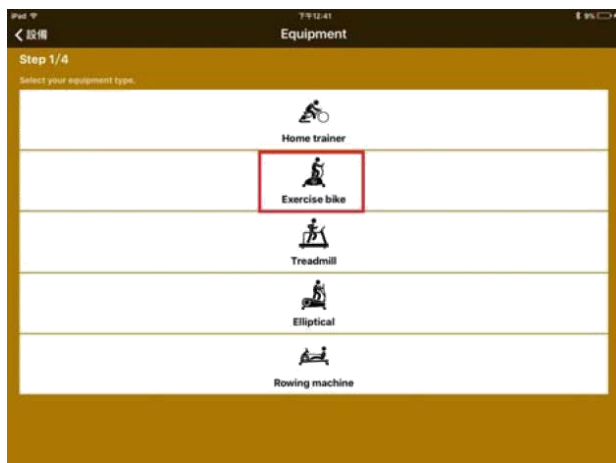 iPad
下午12:41
9%
設備
Equipment
Step 1/4
Select your equipment type.
Home trainer
Exercise bike
Treadmill
Elliptical
Rowing machine